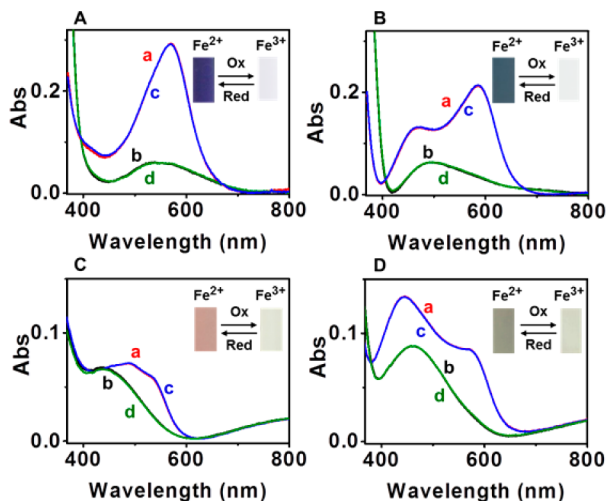 A
Fe2+ Fe3+
Ox
Red
a
c
b
d
0.2
0.0
Abs
400 600 800
Wavelength (nm)
B
Fe2+ Fe3+
Ox
Red
a
c
b
d
0.2
0.0
Abs
400 600 800
Wavelength (nm)
C
Fe2+ Fe3+
Ox
Red
a
b
c
d
0.1
0.0
Abs
400 600 800
Wavelength (nm)
D
Fe2+ Fe3+
Ox
Red
a
c
b
d
0.1
0.0
Abs
400 600 800
Wavelength (nm)